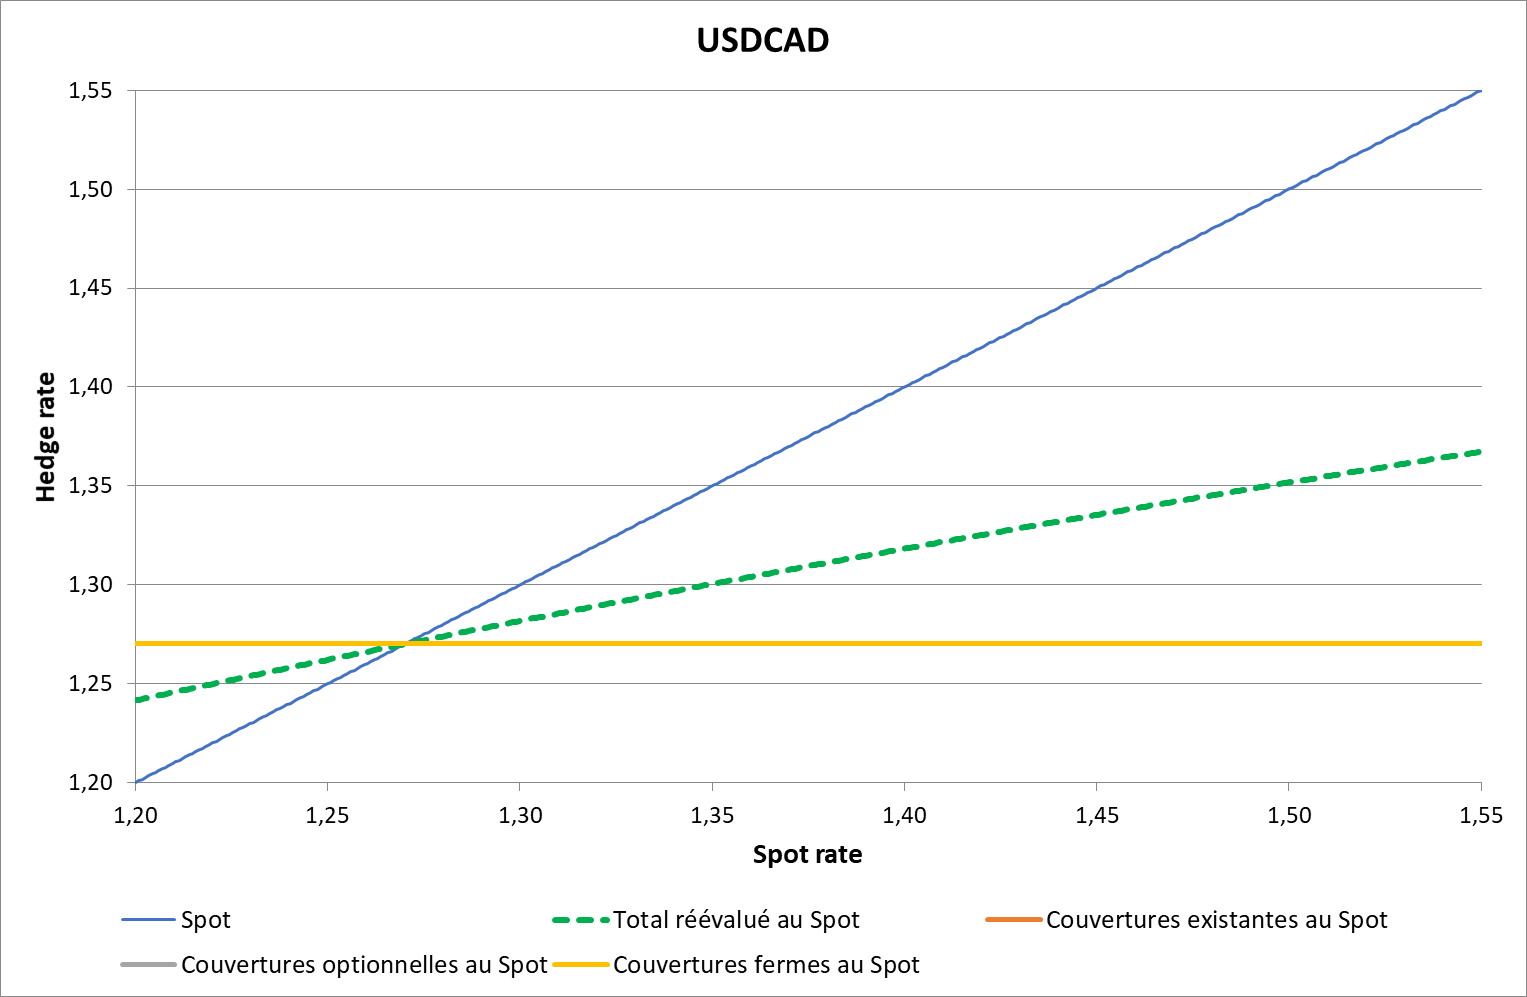 USDCAD
1,55
1,50
1,45
1,40
1,35
1,30
1,25
1,20
Hedge rate
1,20 1,25 1,30 1,35 1,40 1,45 1,50 1,55
Spot rate
Spot Total réévalué au Spot Couvertures existantes au Spot
Couvertures optionnelles au Spot Couvertures fermes au Spot